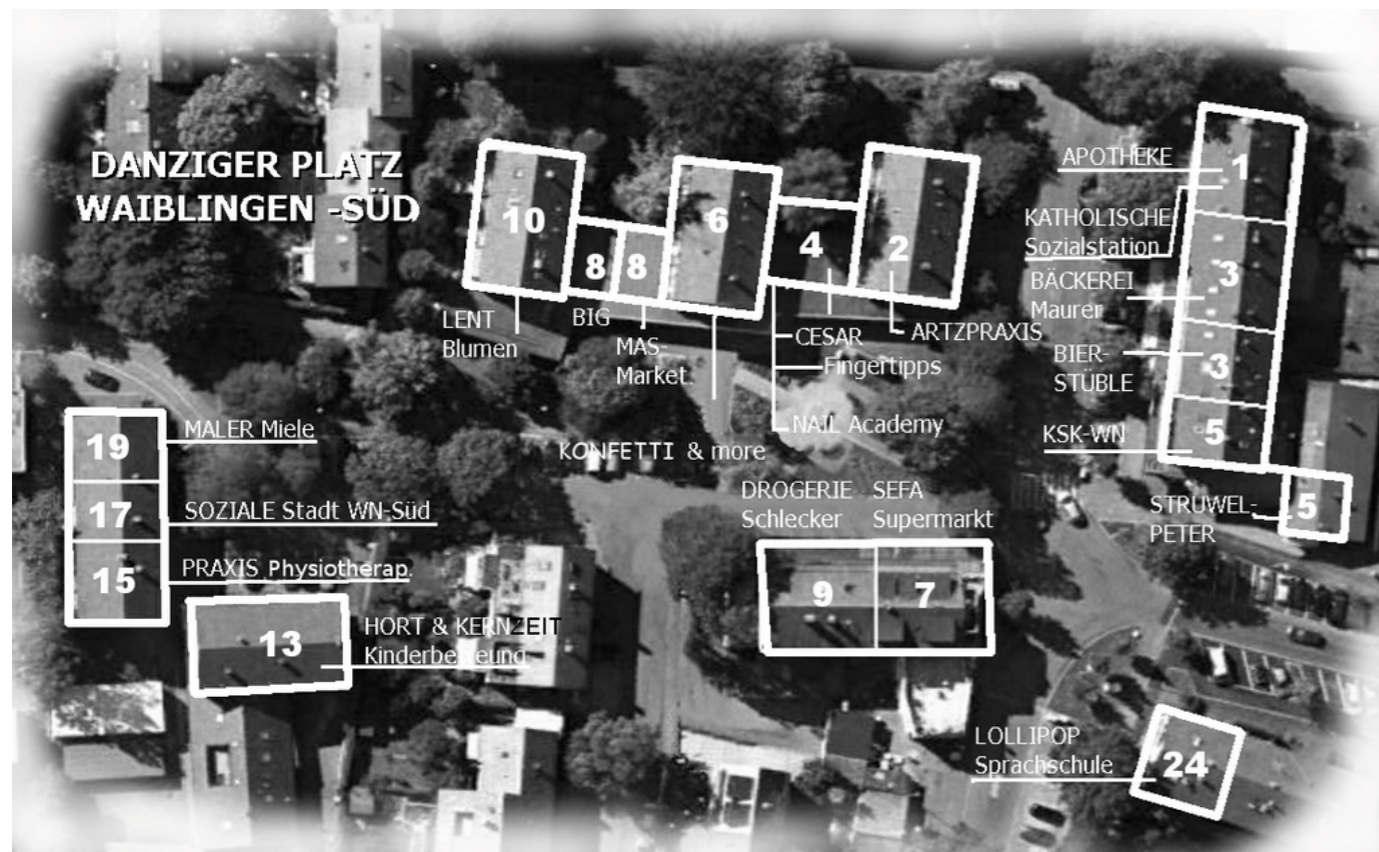 DANZIGER PLATZ
WAIBLINGEN -SÜD
10
8
8
6
4
2
1
3
3
5
5
LENT
Blumen
BIG
MAS-
Market
KONFETTI & more
CESAR
Fingertipps
NAIL Academy
ARTZPRAXIS
APOTHEKE
KATHOLISCHE
Sozialstation
BÄCKEREI
Maurer
BIER-
STÜBLE
KSK-WN
STRUWEL-
PETER
19
MALER Miele
17
SOZIALE Stadt WN-Süd
15
PRAXIS Physiotherap.
13
HORT & KERNZEIT
Kinderbetreuung
DROGERIE
Schlecker
SEFA
Supermarkt
9
7
LOLLIPOP
Sprachschule
24